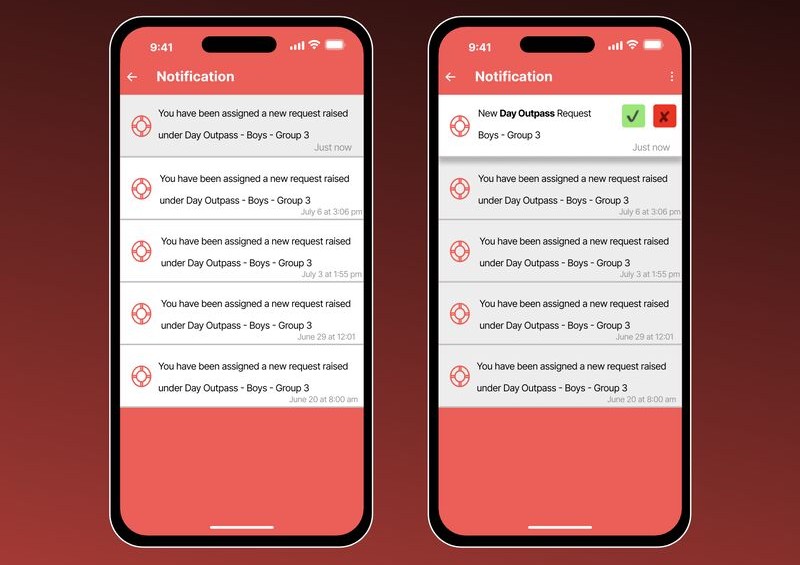 9:41
Notification
You have been assigned a new request raised
under Day Outpass - Boys - Group 3
Just now
You have been assigned a new request raised
under Day Outpass - Boys - Group 3
July 6 at 3:06 pm
You have been assigned a new request raised
under Day Outpass - Boys - Group 3
July 3 at 1:55 pm
You have been assigned a new request raised
under Day Outpass - Boys - Group 3
June 29 at 12:01
You have been assigned a new request raised
under Day Outpass - Boys - Group 3
June 20 at 8:00 am
9:41
Notification
New Day Outpass Request
Boys - Group 3
Just now
You have been assigned a new request raised
under Day Outpass - Boys - Group 3
July 6 at 3:06 pm
You have been assigned a new request raised
under Day Outpass - Boys - Group 3
July 3 at 1:55 pm
You have been assigned a new request raised
under Day Outpass - Boys - Group 3
June 29 at 12:01
You have been assigned a new request raised
under Day Outpass - Boys - Group 3
June 20 at 8:00 am